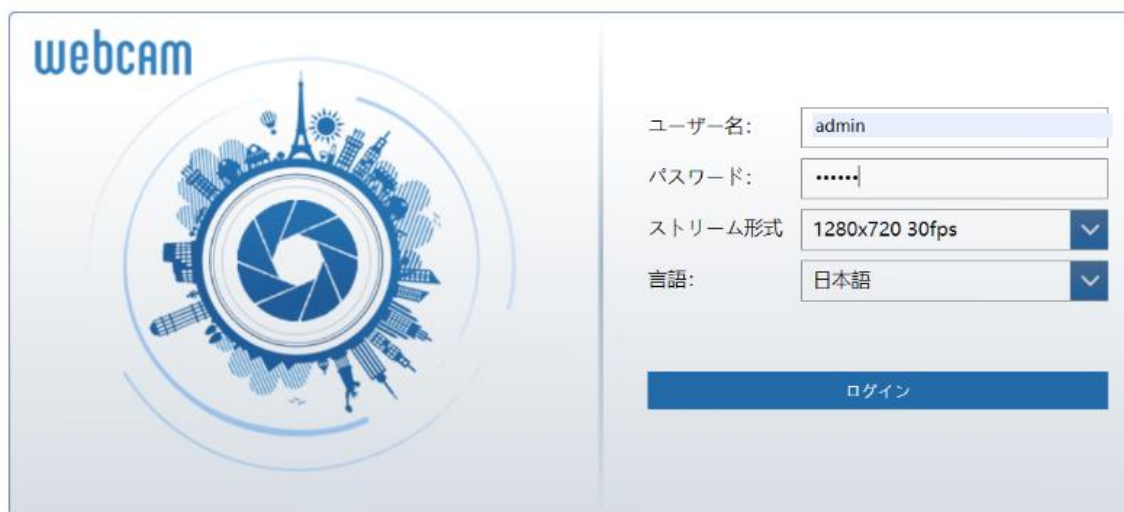 webcam
ユーザー名: admin
パスワード: ••••••
ストリーム形式 1280x720 30fps
言語: 日本語
ログイン